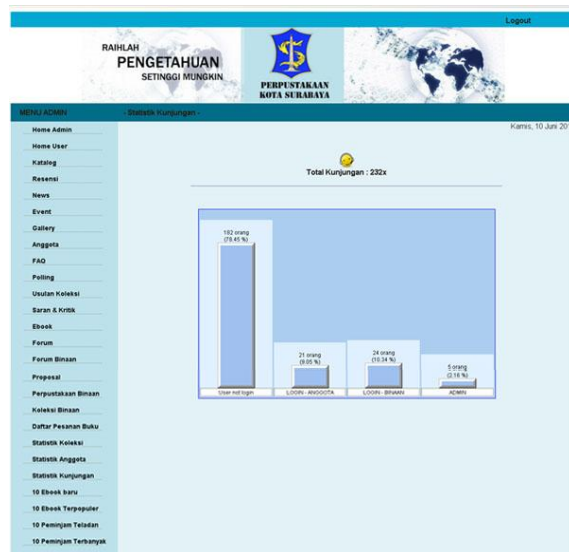 Logout
RAIHLAH
PENGETAHUAN
SETINGGI MUNGKIN
PERPUSTAKAAN
KOTA SURABAYA
MENU ADMIN
- Statistik Kunjungan -
Kamis, 10 Juni 20
Home Admin
Home User
Katalog
Resensi
News
Event
Gallery
Anggota
FAQ
Polling
Usulan Koleksi
Saran & Kritik
Ebook
Forum
Forum Binaan
Proposal
Perpustakaan Binaan
Koleksi Binaan
Daftar Pesanan Buku
Statistik Koleksi
Statistik Anggota
Statistik Kunjungan
10 Ebook baru
10 Ebook Terpopuler
10 Peminjam Teladan
10 Peminjam Terbanyak
Total Kunjungan : 232x
182 orang
(78.45 %)
21 orang
(9.05 %)
24 orang
(10.34 %)
5 orang
(2.16 %)
User not login
LOGIN - ANGGOTA
LOGIN - BINAAN
ADMIN